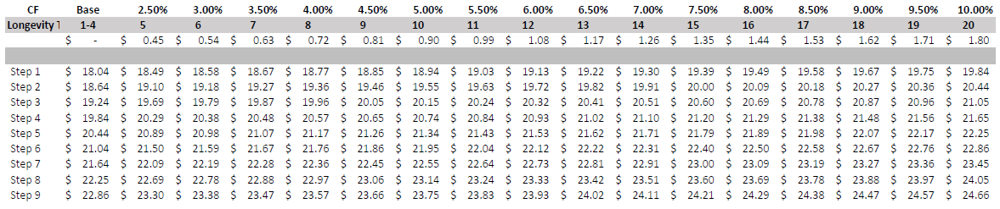 CF Base 2.50% 3.00% 3.50% 4.00% 4.50% 5.00% 5.50% 6.00% 6.50% 7.00% 7.50% 8.00% 8.50% 9.00% 9.50% 10.00%
Longevity 1-4 5 6 7 8 9 10 11 12 13 14 15 16 17 18 19 20
$ - $ 0.45 $ 0.54 $ 0.63 $ 0.72 $ 0.81 $ 0.90 $ 0.99 $ 1.08 $ 1.17 $ 1.26 $ 1.35 $ 1.44 $ 1.53 $ 1.62 $ 1.71 $ 1.80
Step 1 $ 18.04 $ 18.49 $ 18.58 $ 18.67 $ 18.77 $ 18.85 $ 18.94 $ 19.03 $ 19.13 $ 19.22 $ 19.30 $ 19.39 $ 19.49 $ 19.58 $ 19.67 $ 19.75 $ 19.84
Step 2 $ 18.64 $ 19.10 $ 19.18 $ 19.27 $ 19.36 $ 19.46 $ 19.55 $ 19.63 $ 19.72 $ 19.82 $ 19.91 $ 20.00 $ 20.09 $ 20.18 $ 20.27 $ 20.36 $ 20.44
Step 3 $ 19.24 $ 19.69 $ 19.79 $ 19.87 $ 19.96 $ 20.05 $ 20.15 $ 20.24 $ 20.32 $ 20.41 $ 20.51 $ 20.60 $ 20.69 $ 20.78 $ 20.87 $ 20.96 $ 21.05
Step 4 $ 19.84 $ 20.29 $ 20.38 $ 20.48 $ 20.57 $ 20.65 $ 20.74 $ 20.84 $ 20.93 $ 21.02 $ 21.10 $ 21.20 $ 21.29 $ 21.38 $ 21.48 $ 21.56 $ 21.65
Step 5 $ 20.44 $ 20.89 $ 20.98 $ 21.07 $ 21.17 $ 21.26 $ 21.34 $ 21.43 $ 21.53 $ 21.62 $ 21.71 $ 21.79 $ 21.89 $ 21.98 $ 22.07 $ 22.17 $ 22.25
Step 6 $ 21.04 $ 21.50 $ 21.59 $ 21.67 $ 21.76 $ 21.86 $ 21.95 $ 22.04 $ 22.12 $ 22.22 $ 22.31 $ 22.40 $ 22.50 $ 22.58 $ 22.67 $ 22.76 $ 22.86
Step 7 $ 21.64 $ 22.09 $ 22.19 $ 22.28 $ 22.36 $ 22.45 $ 22.55 $ 22.64 $ 22.73 $ 22.81 $ 22.91 $ 23.00 $ 23.09 $ 23.19 $ 23.27 $ 23.36 $ 23.45
Step 8 $ 22.25 $ 22.69 $ 22.78 $ 22.88 $ 22.97 $ 23.06 $ 23.14 $ 23.24 $ 23.33 $ 23.42 $ 23.51 $ 23.60 $ 23.69 $ 23.78 $ 23.88 $ 23.97 $ 24.05
Step 9 $ 22.86 $ 23.30 $ 23.38 $ 23.47 $ 23.57 $ 23.66 $ 23.75 $ 23.83 $ 23.93 $ 24.02 $ 24.11 $ 24.21 $ 24.29 $ 24.38 $ 24.47 $ 24.57 $ 24.66